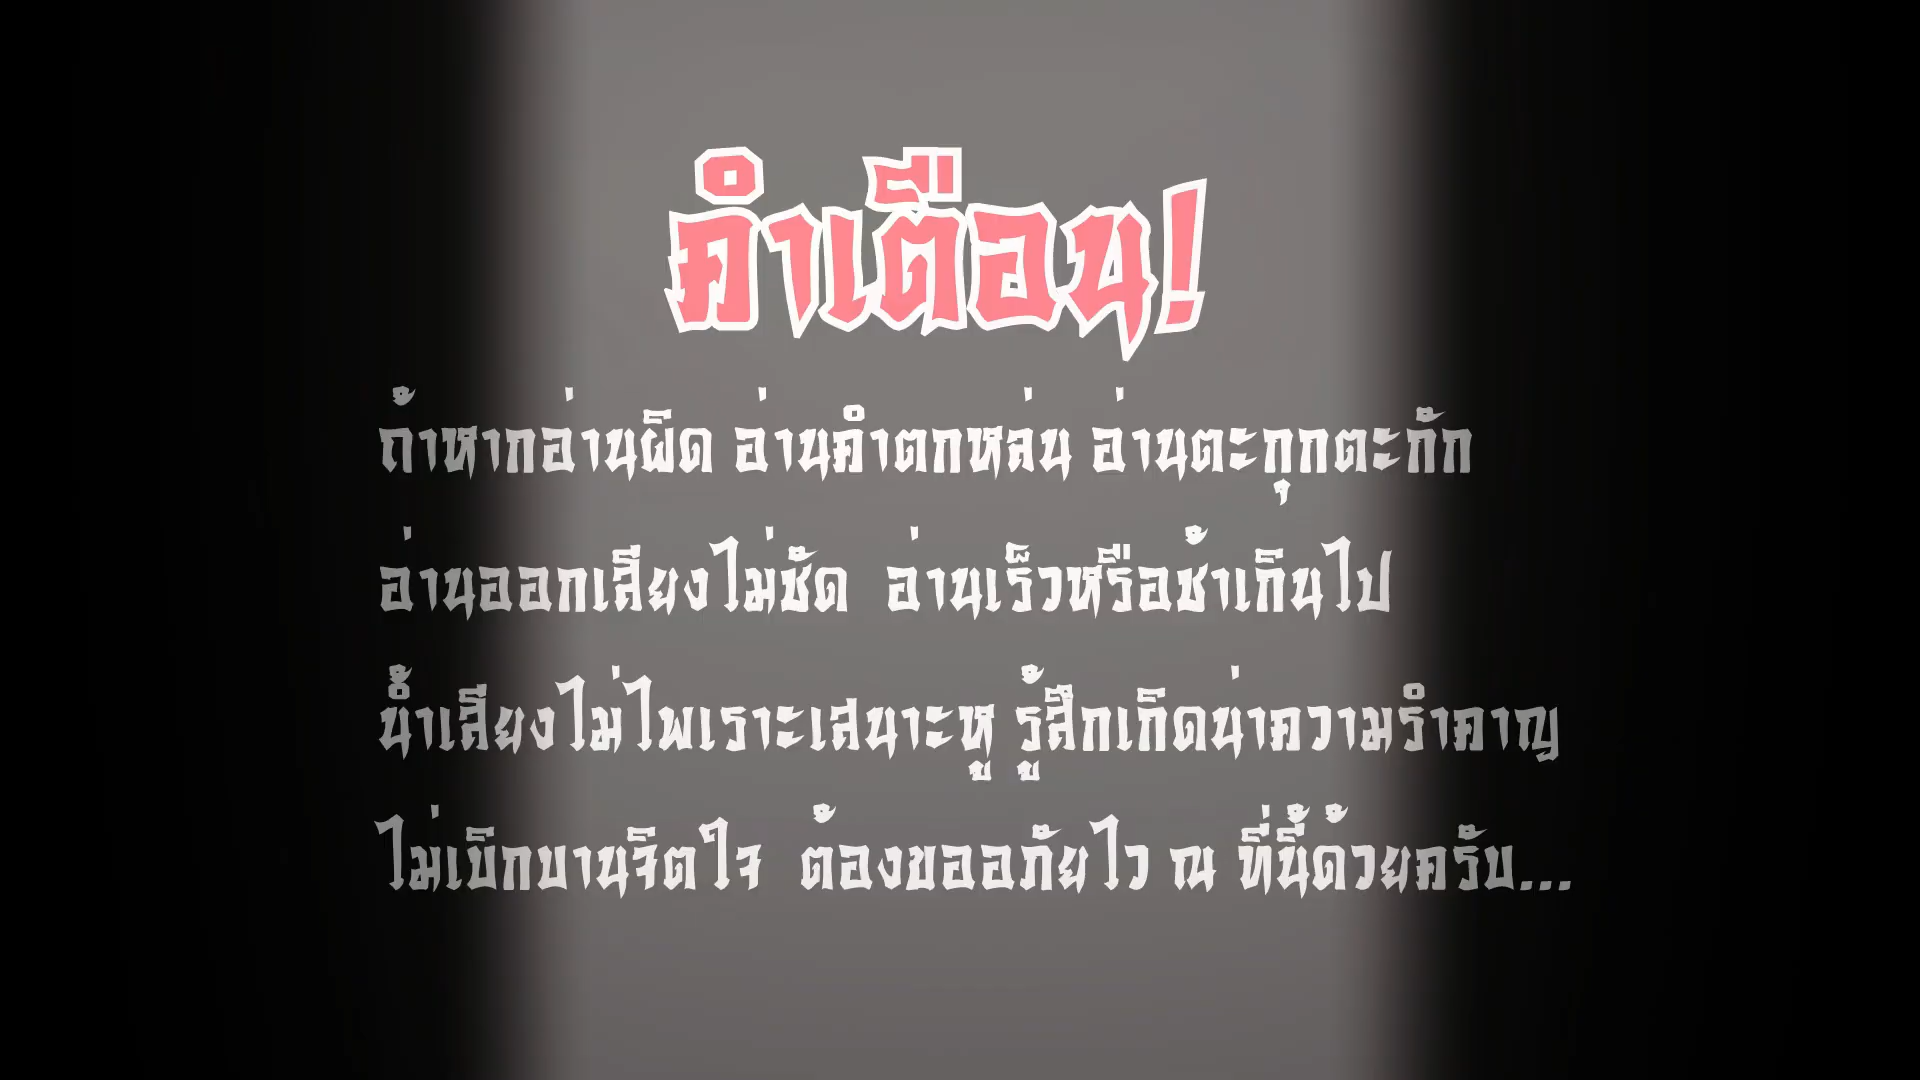 คำเตือน!
ถ้าหากอ่านผิด อ่านคำตกหล่น อ่านตะกุกตะกัก
อ่านออกเสียงไม่ชัด อ่านเร็วหรือช้าเกินไป
น้ำเสียงไม่ไพเราะเสนาะหู รู้สึกเกิดน่าความรำคาญ
ไม่เบิกบานจิตใจ ต้องขออภัยไว ณ ที่นี้ด้วยครับ...